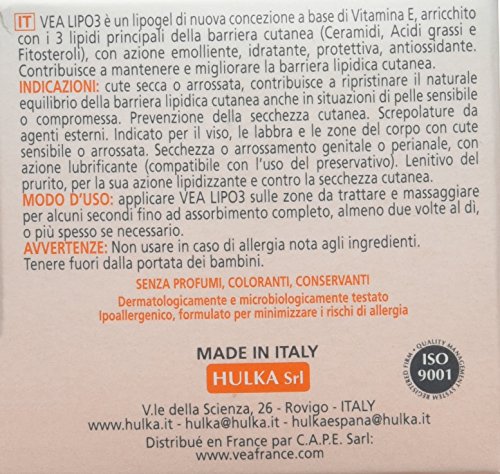 IT VEA LIPO3 è un lipogel di nuova concezione a base di Vitamina E, arricchito
con i 3 lipidi principali della barriera cutanea (Ceramidi, Acidi grassi e
Fitosteroli), con azione emolliente, idratante, protettiva, antiossidante.
Contribuisce a mantenere e migliorare la barriera lipidica cutanea.
INDICAZIONI: cute secca o arrossata, contribuisce a ripristinare il naturale
equilibrio della barriera lipidica cutanea anche in situazioni di pelle sensibile
o compromessa. Prevenzione della secchezza cutanea. Screpolature da
agenti esterni. Indicato per il viso, le labbra e le zone del corpo con cute
sensibile o arrossata. Secchezza o arrossamento genitale o perianale, con
azione lubrificante (compatibile con l'uso del preservativo). Lenitivo del
prurito, per la sua azione lipidizzante e contro la secchezza cutanea.
MODO D'USO: applicare VEA LIPO3 sulle zone da trattare e massaggiare
per alcuni secondi fino ad assorbimento completo, almeno due volte al dì,
o più spesso se necessario.
AVVERTENZE: Non usare in caso di allergia nota agli ingredienti.
Tenere fuori dalla portata dei bambini.
SENZA PROFUMI, COLORANTI, CONSERVANTI
Dermatologicamente e microbiologicamente testato
Ipoallergenico, formulato per minimizzare i rischi di allergia
MADE IN ITALY
HULKA Srl
V.le della Scienza, 26 - Rovigo - ITALY
www.hulka.it - hulka@hulka.it - hulkaespana@hulka.it
Distribué en France par C.A.P.E. Sarl:
www.veafrance.com
REGISTERED FIRM • QUALITY MANAGEMENT SYSTEM
ISO
9001